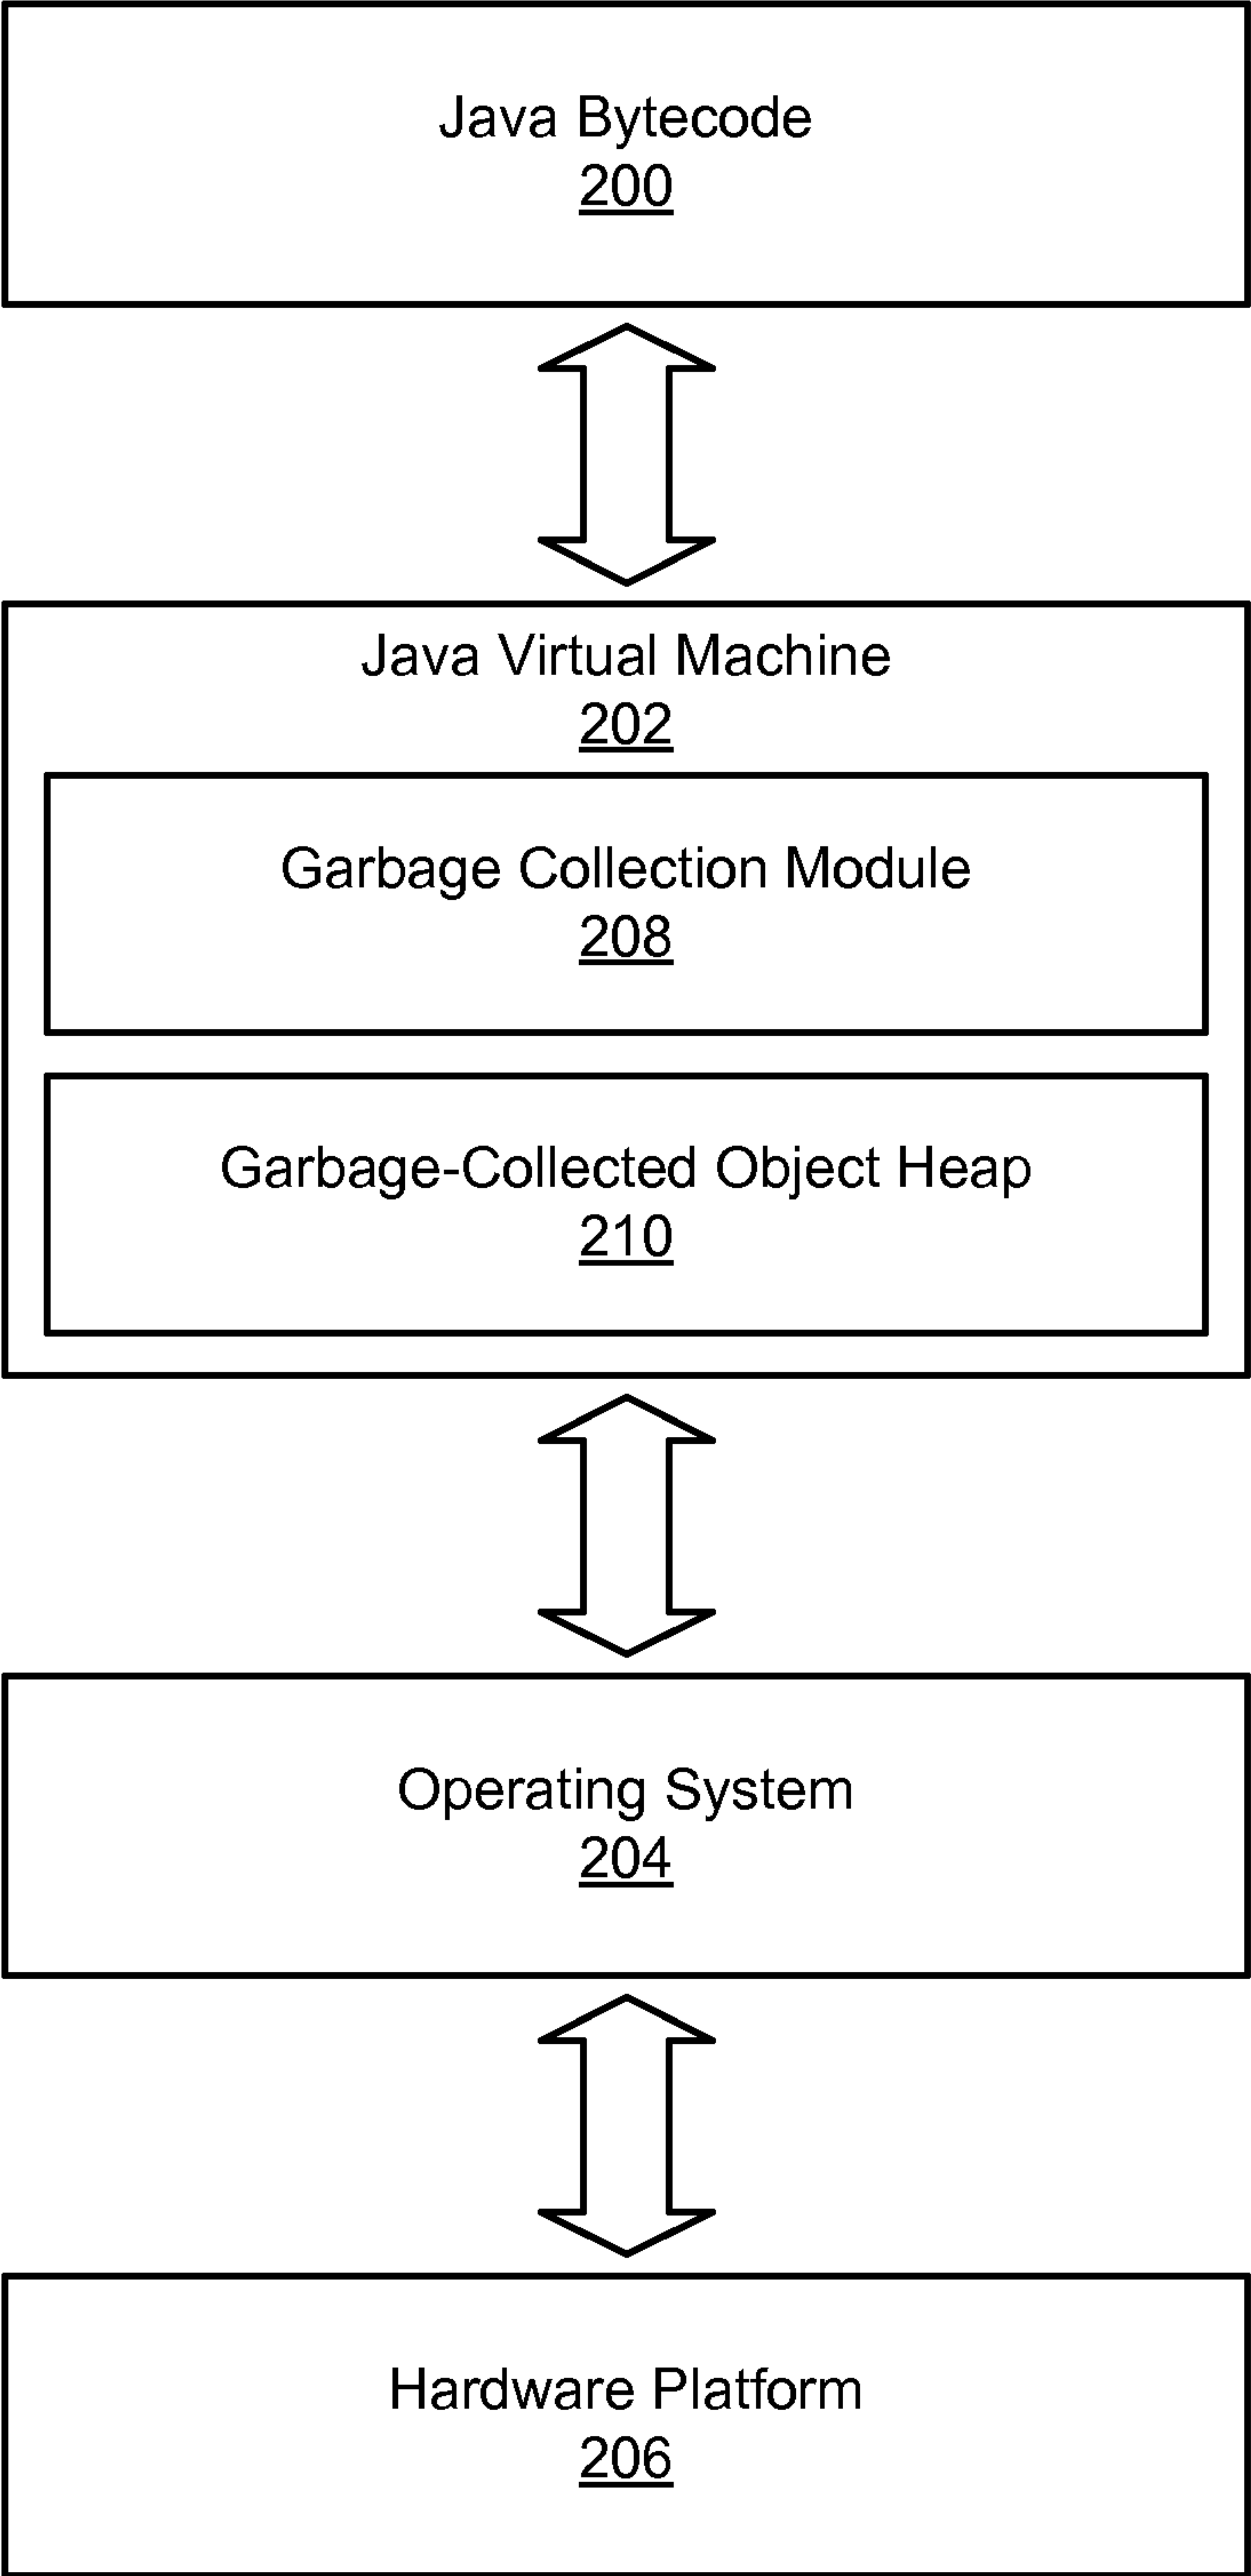 Java Bytecode
200
Java Virtual Machine
202
Garbage Collection Module
208
Garbage-Collected Object Heap
210
Operating System
204
Hardware Platform
206